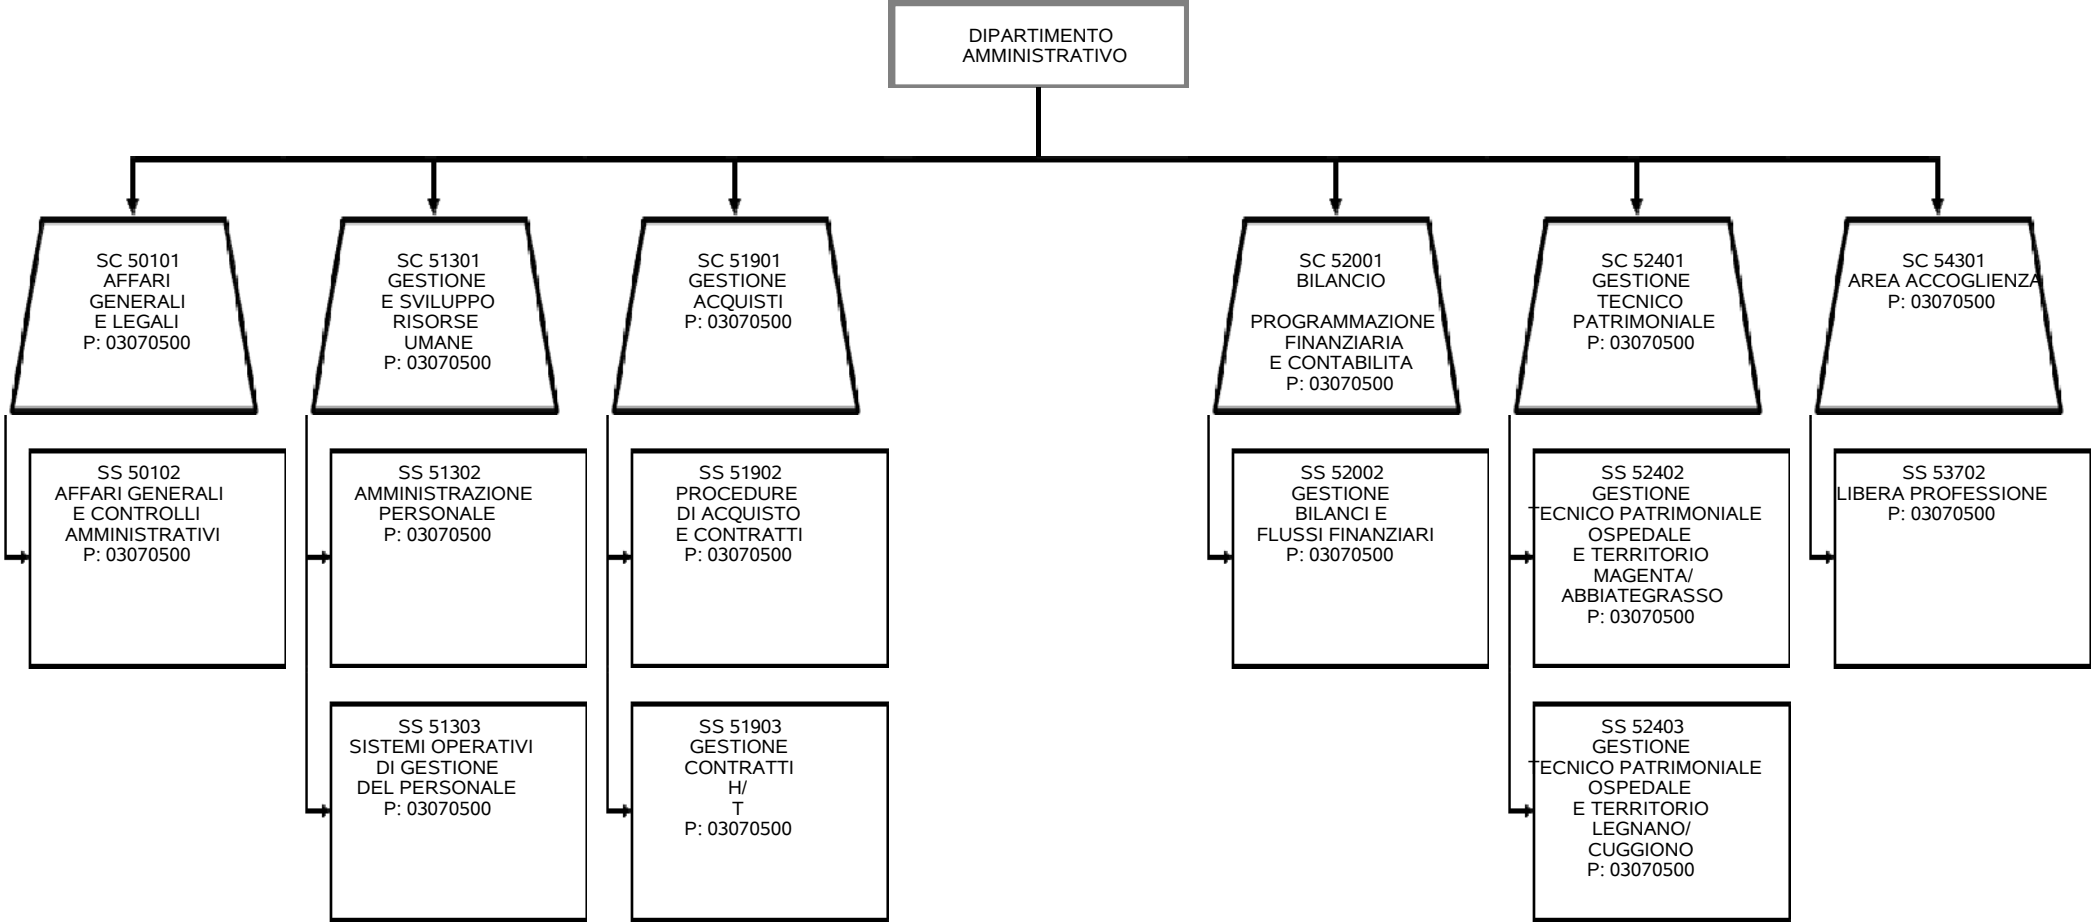 DIPARTIMENTO
AMMINISTRATIVO
SC 50101
AFFARI
GENERALI
E LEGALI
P: 03070500
SC 51301
GESTIONE
E SVILUPPO
RISORSE
UMANE
P: 03070500
SC 51901
GESTIONE
ACQUISTI
P: 03070500
SC 52001
BILANCIO
PROGRAMMAZIONE
FINANZIARIA
E CONTABILITA
P: 03070500
SC 52401
GESTIONE
TECNICO
PATRIMONIALE
P: 03070500
SC 54301
AREA ACCOGLIENZA
P: 03070500
SS 50102
AFFARI GENERALI
E CONTROLLI
AMMINISTRATIVI
P: 03070500
SS 51302
AMMINISTRAZIONE
PERSONALE
P: 03070500
SS 51902
PROCEDURE
DI ACQUISTO
E CONTRATTI
P: 03070500
SS 52002
GESTIONE
BILANCI E
FLUSSI FINANZIARI
P: 03070500
SS 52402
GESTIONE
TECNICO PATRIMONIALE
OSPEDALE
E TERRITORIO
MAGENTA/
ABBIATEGRASSO
P: 03070500
SS 53702
LIBERA PROFESSIONE
P: 03070500
SS 51303
SISTEMI OPERATIVI
DI GESTIONE
DEL PERSONALE
P: 03070500
SS 51903
GESTIONE
CONTRATTI
H/
T
P: 03070500
SS 52403
GESTIONE
TECNICO PATRIMONIALE
OSPEDALE
E TERRITORIO
LEGNANO/
CUGGIONO
P: 03070500